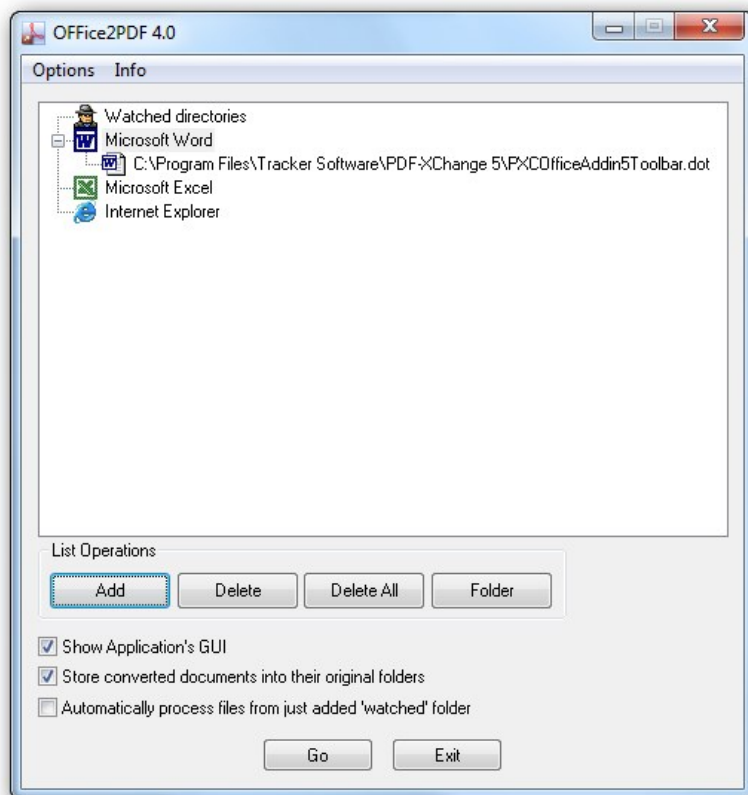 OFFice2PDF 4.0
Options Info
Watched directories
Microsoft Word
C:\Program Files\Tracker Software\PDF-XChange 5\PXCOfficeAddin5Toolbar.dot
Microsoft Excel
Internet Explorer
List Operations
Add Delete Delete All Folder
Show Application's GUI
Store converted documents into their original folders
Automatically process files from just added 'watched' folder
Go Exit